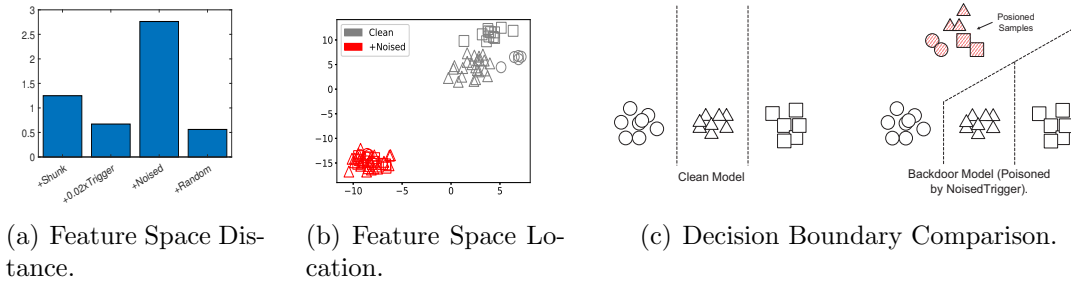 3
2.5
2
1.5
1
0.5
0
+Shunk
+0.02xTrigger
+Noised
+Random
(a) Feature Space Dis-
tance.
Clean
+Noised
10
5
0
−5
−10
−15
−10
−5
0
5
(b) Feature Space Lo-
cation.
Posioned
Samples
Clean Model
Backdoor Model (Poisoned
by NoisedTrigger).
(c) Decision Boundary Comparison.